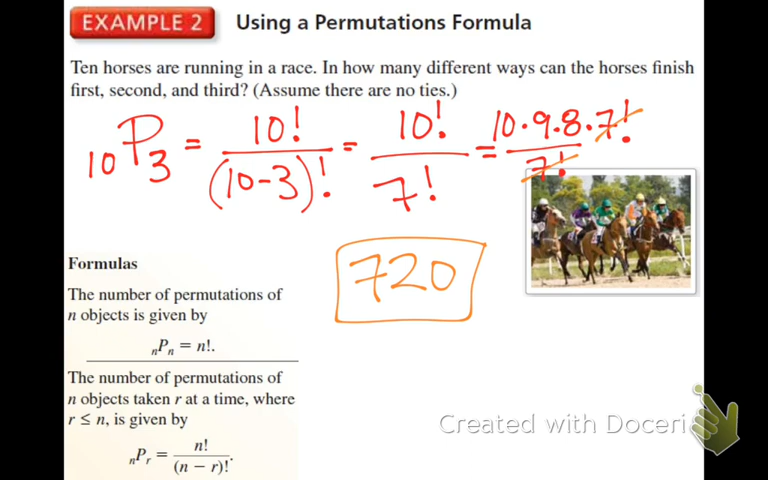 EXAMPLE 2 Using a Permutations Formula
Ten horses are running in a race. In how many different ways can the horses finish
first, second, and third? (Assume there are no ties.)
₁₀P₃ = 10!/(10-3)! = 10!/7! = 10·9·8·7!/7!
720
Formulas
The number of permutations of
n objects is given by
ₙPₙ = n!.
The number of permutations of
n objects taken r at a time, where
r ≤ n, is given by
ₙPᵣ = n!/(n − r)!.
Created with Doceri